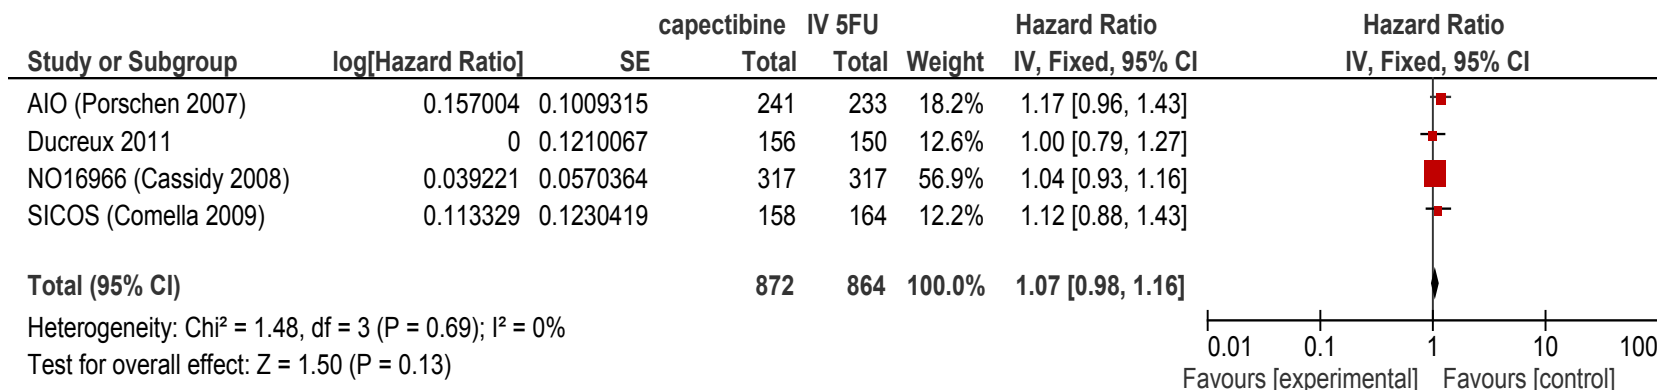 capectibine IV 5FU Hazard Ratio Hazard Ratio
Study or Subgroup log[Hazard Ratio] SE Total Total Weight IV, Fixed, 95% CI IV, Fixed, 95% CI
AIO (Porschen 2007) 0.157004 0.1009315 241 233 18.2% 1.17 [0.96, 1.43]
Ducreux 2011 0 0.1210067 156 150 12.6% 1.00 [0.79, 1.27]
NO16966 (Cassidy 2008) 0.039221 0.0570364 317 317 56.9% 1.04 [0.93, 1.16]
SICOS (Comella 2009) 0.113329 0.1230419 158 164 12.2% 1.12 [0.88, 1.43]
Total (95% CI) 872 864 100.0% 1.07 [0.98, 1.16]
Heterogeneity: Chi² = 1.48, df = 3 (P = 0.69); I² = 0%
Test for overall effect: Z = 1.50 (P = 0.13)
0.01 0.1 1 10 100
Favours [experimental] Favours [control]